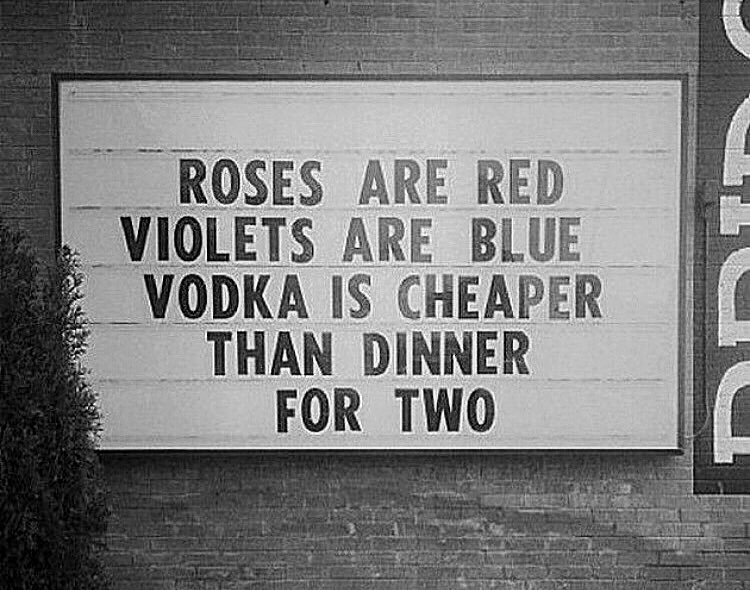 ROSES ARE RED
VIOLETS ARE BLUE
VODKA IS CHEAPER
THAN DINNER
FOR TWO